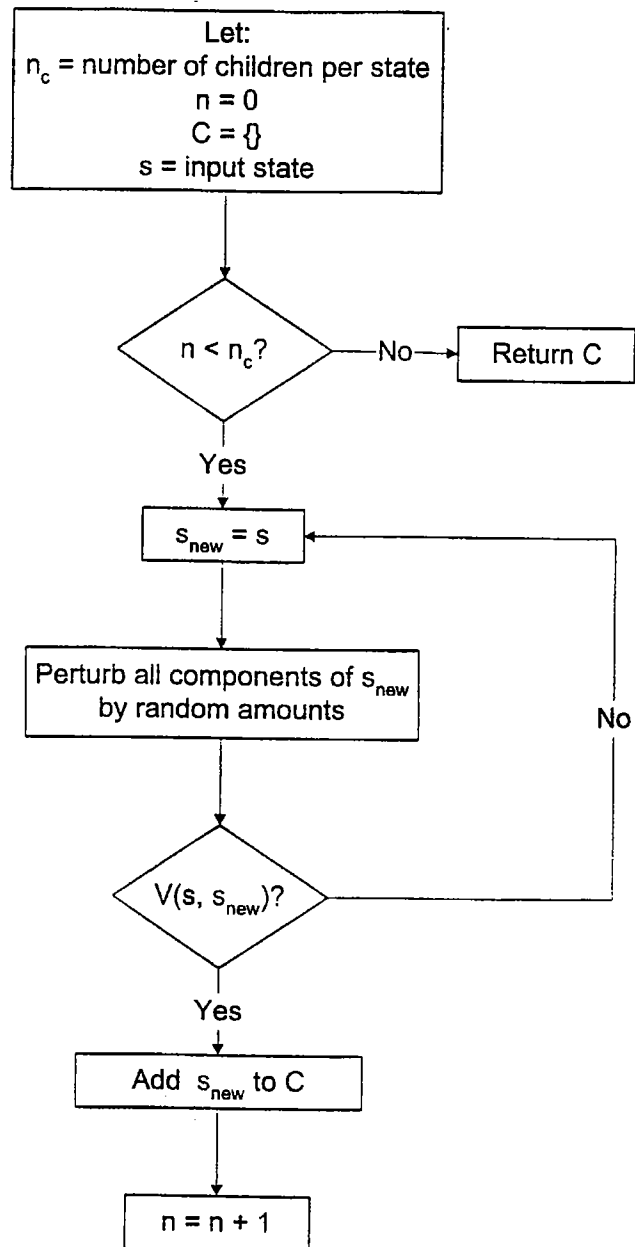 Let:
n_c = number of children per state
n = 0
C = {}
s = input state
n < n_c?
No
Return C
Yes
s_new = s
Perturb all components of s_new
by random amounts
No
V(s, s_new)?
Yes
Add s_new to C
n = n + 1